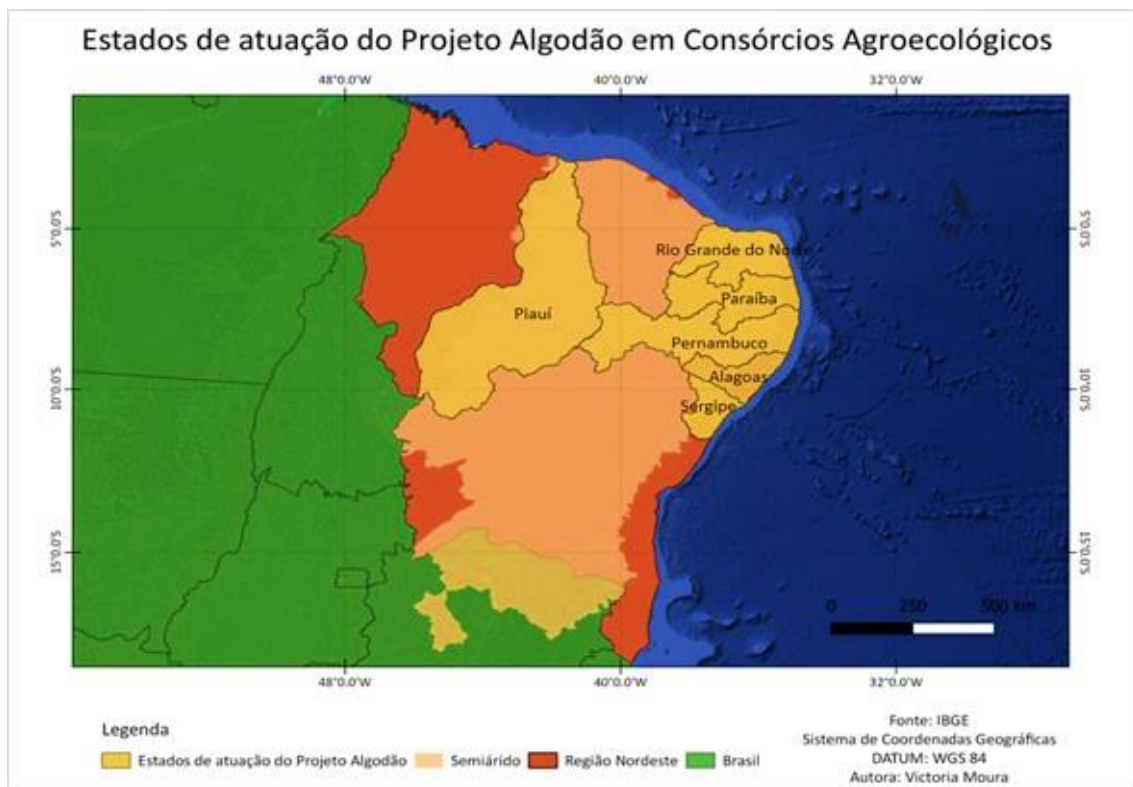 Estados de atuação do Projeto Algodão em Consórcios Agroecológicos
48°0.0'W 40°0.0'W 32°0.0'W
5°0.0'S 5°0.0'S
Rio Grande do Norte
Paraíba
Piauí
Pernambuco
Alagoas
10°0.0'S 10°0.0'S
Sergipe
15°0.0'S 15°0.0'S
0 250 500 km
48°0.0'W 40°0.0'W 32°0.0'W
Legenda
Estados de atuação do Projeto Algodão Semiárido Região Nordeste Brasil
Fonte: IBGE
Sistema de Coordenadas Geográficas
DATUM: WGS 84
Autora: Victoria Moura